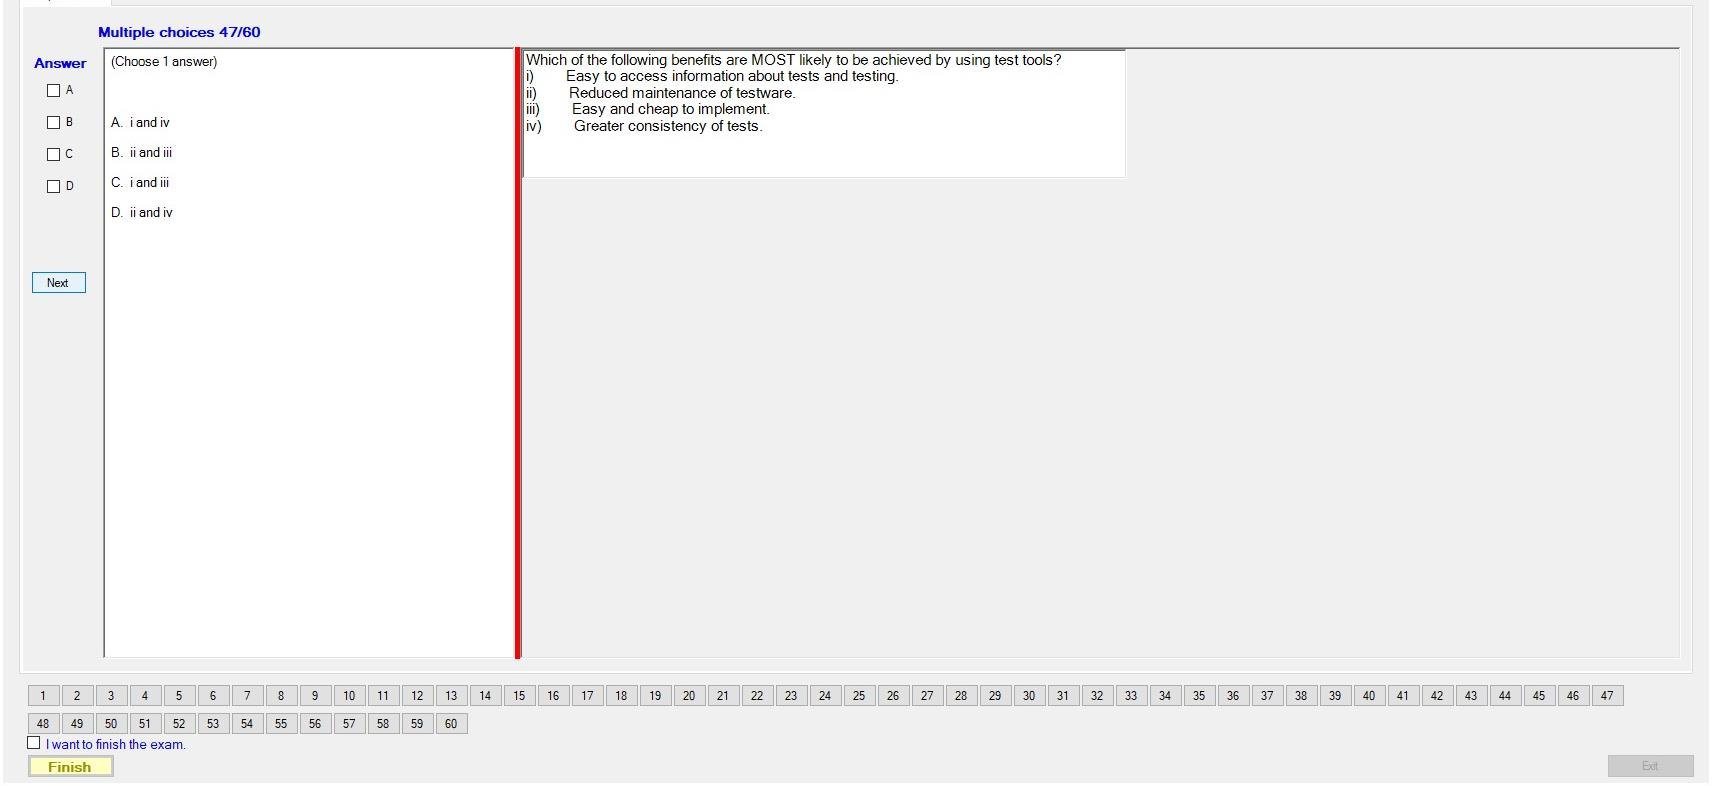 Multiple choices 47/60
Answer
A
B
C
D
Next
(Choose 1 answer)
A. i and iv
B. ii and iii
C. i and iii
D. ii and iv
Which of the following benefits are MOST likely to be achieved by using test tools?
i) Easy to access information about tests and testing.
ii) Reduced maintenance of testware.
iii) Easy and cheap to implement.
iv) Greater consistency of tests.
1 2 3 4 5 6 7 8 9 10 11 12 13 14 15 16 17 18 19 20 21 22 23 24 25 26 27 28 29 30 31 32 33 34 35 36 37 38 39 40 41 42 43 44 45 46 47
48 49 50 51 52 53 54 55 56 57 58 59 60
I want to finish the exam.
Finish
Exit